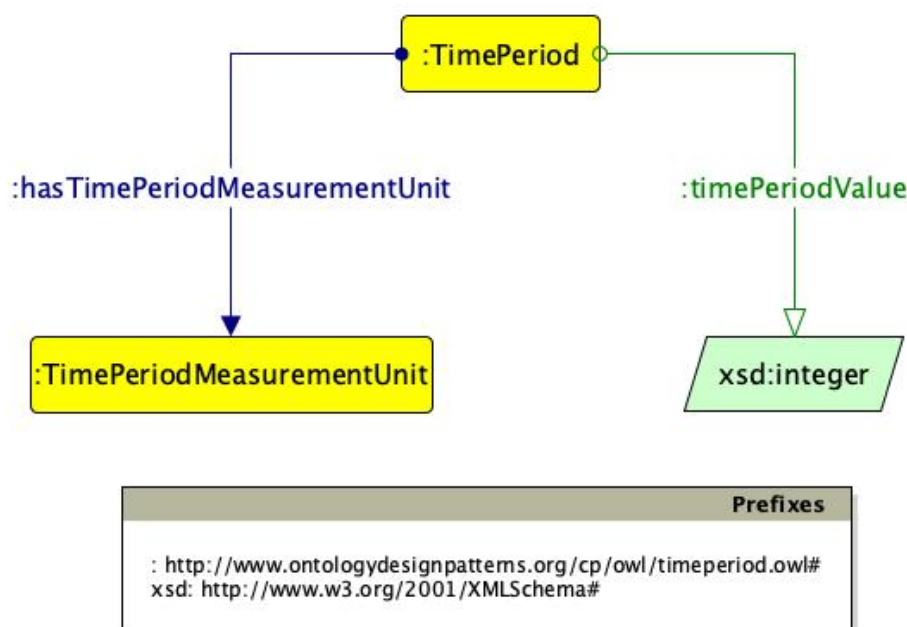 :TimePeriod
:hasTimePeriodMeasurementUnit
:timePeriodValue
:TimePeriodMeasurementUnit
xsd:integer
Prefixes
: http://www.ontologydesignpatterns.org/cp/owl/timeperiod.owl#
xsd: http://www.w3.org/2001/XMLSchema#